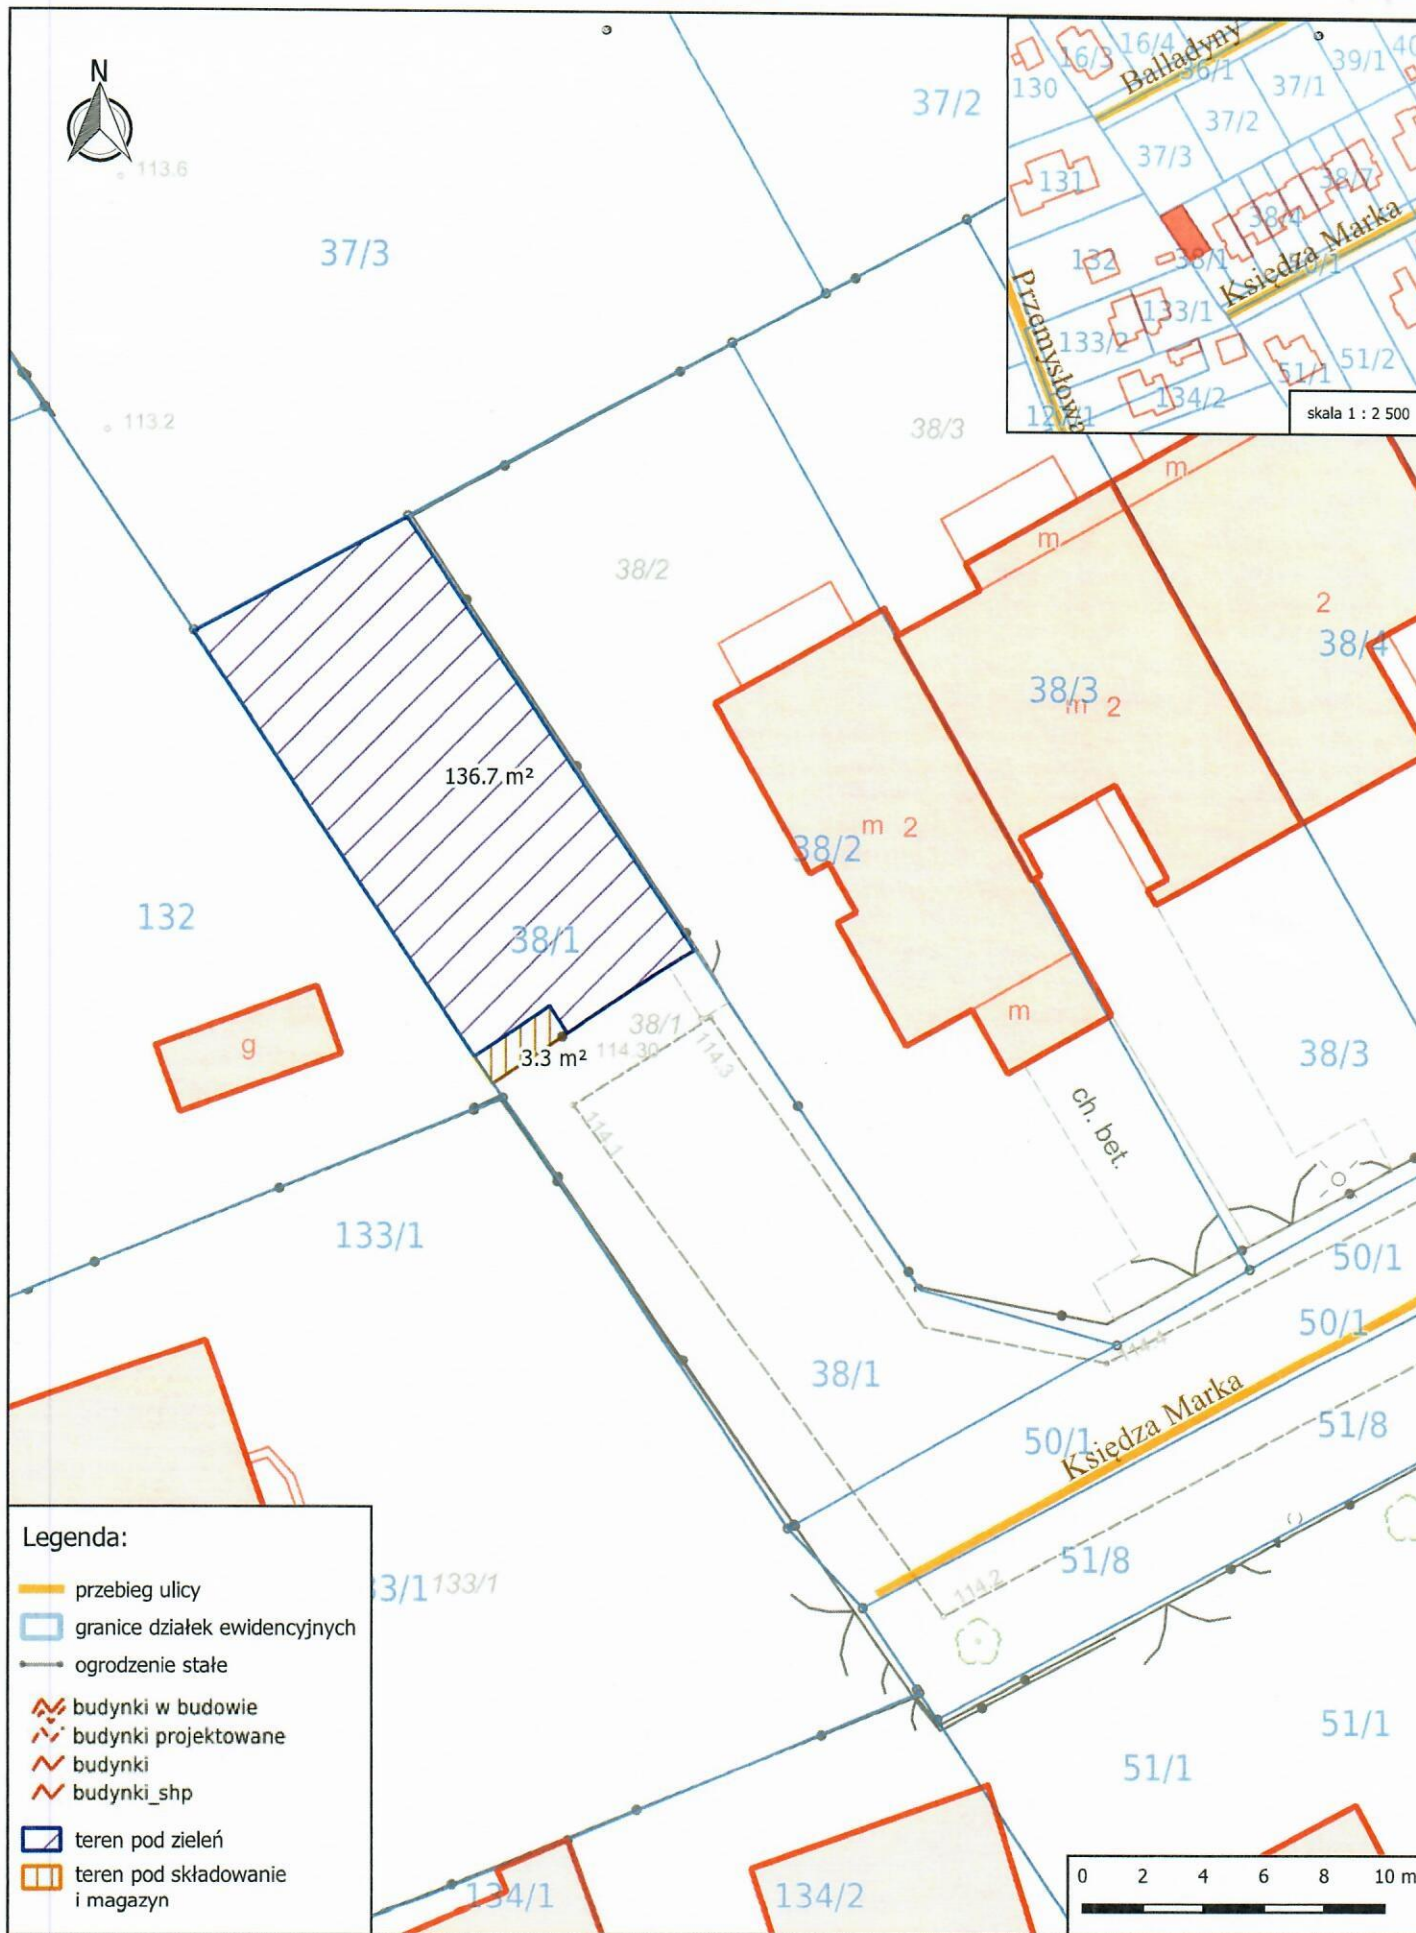 N
113.6
37/2
37/3
113.2
16/3
16/4
Balladyny
36/1
39/1
130
37/1
37/2
37/3
131
38/7
38/4
132
38/1
Księdza Marka
Przemysłowa
133/1
133/2
51/2
51/1
134/2
skala 1 : 2 500
38/3
m
m
38/2
2
38/4
38/3
m 2
136.7 m²
m 2
38/2
132
38/1
38/1
g
114.30
3.3 m²
114.3
m
38/3
ch. bet.
114.1
133/1
50/1
50/1
114.4
38/1
Księdza Marka
50/1
51/8
51/8
114.2
133/1
51/1
51/1
134/1
134/2
Legenda:
przebieg ulicy
granice działek ewidencyjnych
ogrodzenie stałe
budynki w budowie
budynki projektowane
budynki
budynki_shp
teren pod zieleń
teren pod składowanie
i magazyn
0 2 4 6 8 10 m